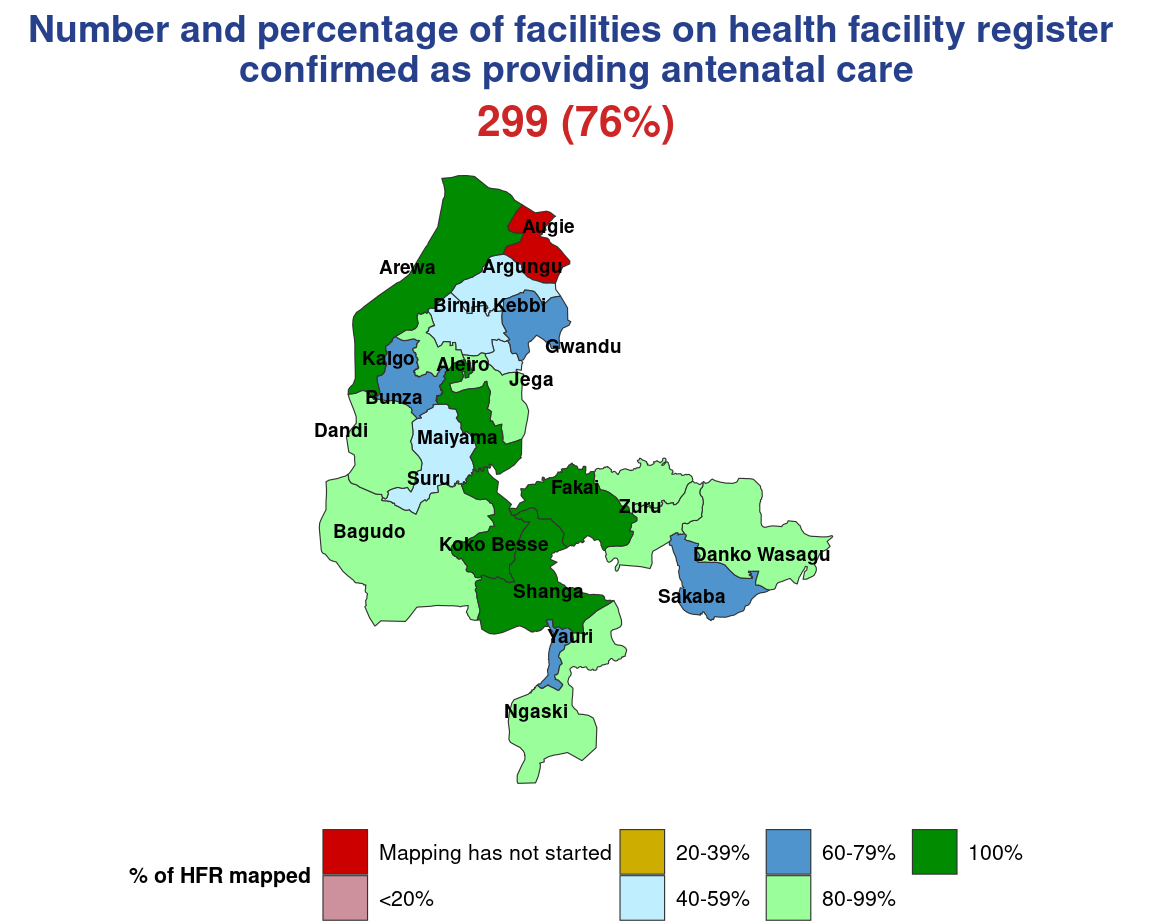 Number and percentage of facilities on health facility register
confirmed as providing antenatal care
299 (76%)
Augie
Arewa
Argungu
Birnin Kebbi
Gwandu
Kalgo
Aleiro
Jega
Bunza
Dandi
Maiyama
Suru
Fakai
Zuru
Bagudo
Koko Besse
Danko Wasagu
Shanga
Sakaba
Yauri
Ngaski
% of HFR mapped
Mapping has not started
20-39%
60-79%
100%
<20%
40-59%
80-99%